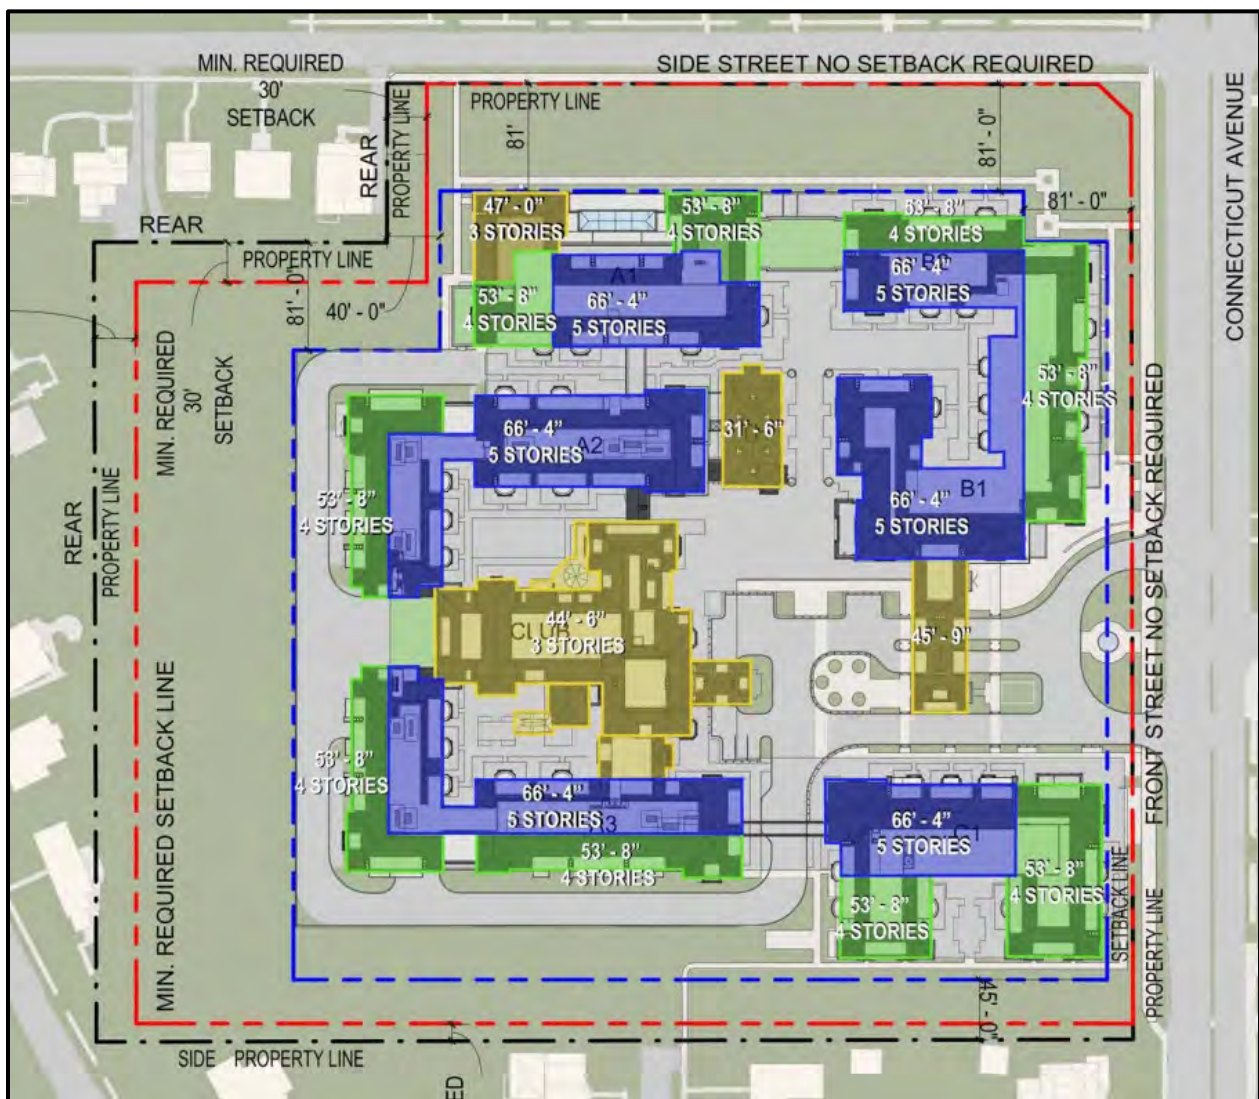 MIN. REQUIRED
30'
SETBACK
SIDE STREET NO SETBACK REQUIRED
PROPERTY LINE
REAR
PROPERTY LINE
81'
81' - 0"
81' - 0"
CONNECTICUT AVENUE
REAR
PROPERTY LINE
81' - 0"
40' - 0"
47' - 0"
3 STORIES
53' - 8"
4 STORIES
53' - 8"
4 STORIES
53' - 8"
4 STORIES
A1
66' - 4"
5 STORIES
66' - 4"
5 STORIES
MIN. REQUIRED
30'
SETBACK
53' - 8"
4 STORIES
66' - 4"
5 STORIES
A2
31' - 6"
REAR
PROPERTY LINE
53' - 8"
4 STORIES
66' - 4"
5 STORIES
B1
FRONT STREET NO SETBACK REQUIRED
44' - 6"
3 STORIES
45' - 9"
MIN. REQUIRED SETBACK LINE
53' - 8"
4 STORIES
66' - 4"
5 STORIES
53' - 8"
4 STORIES
66' - 4"
5 STORIES
C1
53' - 8"
4 STORIES
53' - 8"
4 STORIES
SETBACK LINE
PROPERTY LINE
45' - 0"
SIDE PROPERTY LINE